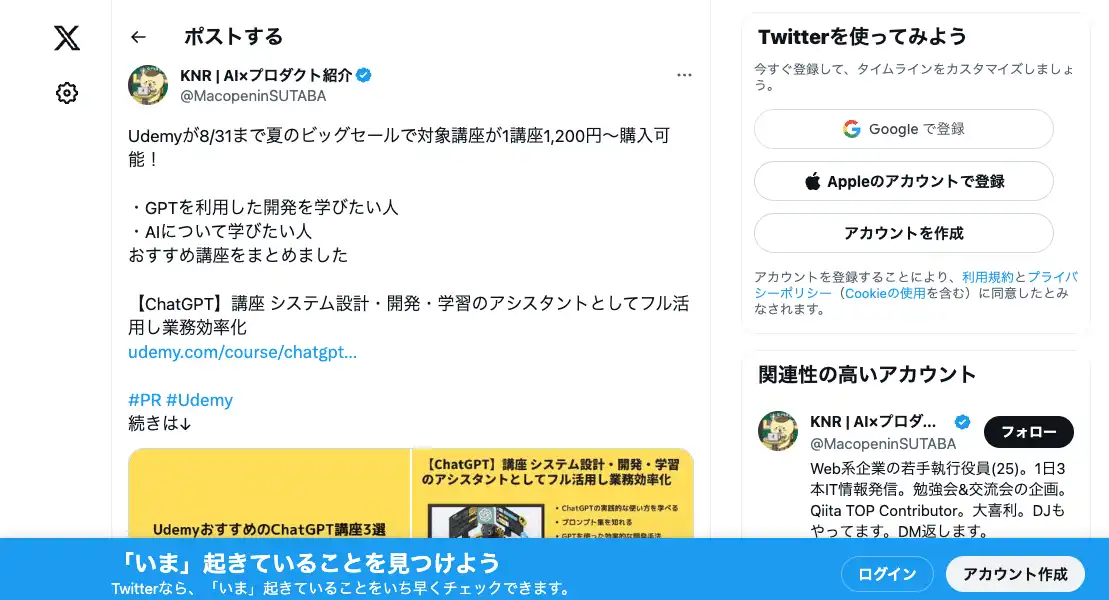 ポストする
KNR | AI×プロダクト紹介
@MacopeninSUTABA
Udemyが8/31まで夏のビッグセールで対象講座が1講座1,200円〜購入可
能！
・GPTを利用した開発を学びたい人
・AIについて学びたい人
おすすめ講座をまとめました
【ChatGPT】講座 システム設計・開発・学習のアシスタントとしてフル活
用し業務効率化
udemy.com/course/chatgpt…
#PR #Udemy
続きは↓
UdemyおすすめのChatGPT講座3選
【ChatGPT】講座 システム設計・開発・学習
のアシスタントとしてフル活用し業務効率化
• ChatGPTの実践的な使い方を学べる
• プロンプト集を知れる
• GPTを使った効率的な開発手法
Twitterを使ってみよう
今すぐ登録して、タイムラインをカスタマイズしましょ
う。
Google で登録
Appleのアカウントで登録
アカウントを作成
アカウントを登録することにより、利用規約とプライバ
シーポリシー（Cookieの使用を含む）に同意したとみ
なされます。
関連性の高いアカウント
KNR | AI×プロダ...
@MacopeninSUTABA
フォロー
Web系企業の若手執行役員(25)。1日3
本IT情報発信。勉強会&交流会の企画。
Qiita TOP Contributor。大喜利。DJも
やってます。DM返します。
「いま」起きていることを見つけよう
Twitterなら、「いま」起きていることをいち早くチェックできます。
ログイン
アカウント作成